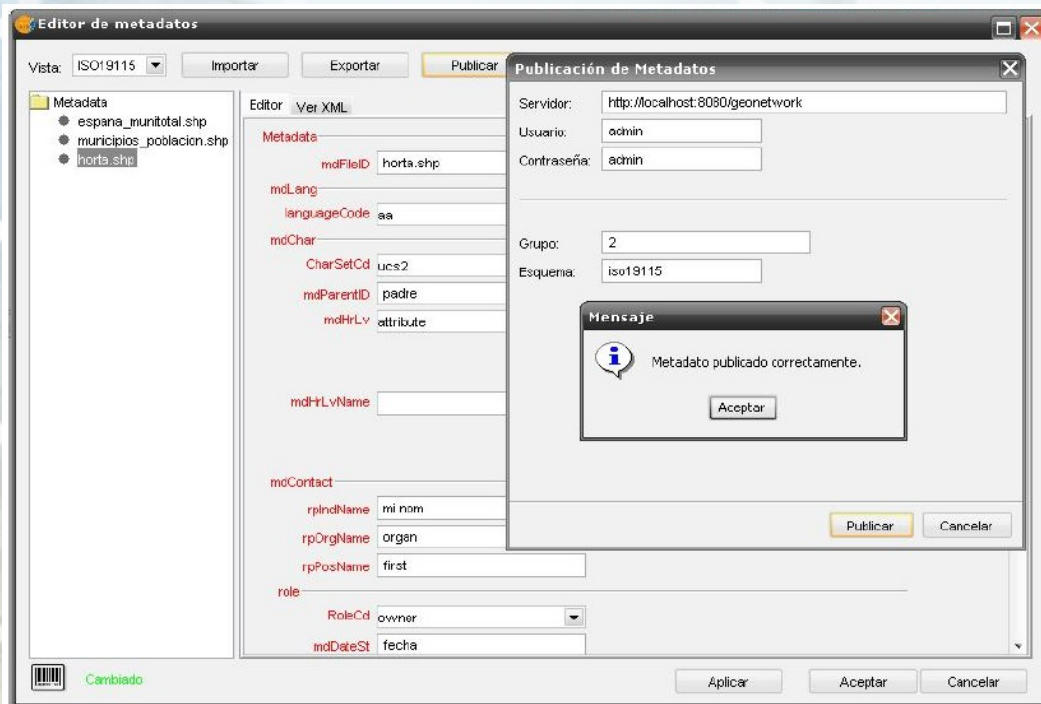 Editor de metadatos
Vista: ISO19115 Importar Exportar Publicar
Metadata
espana_munitotal.shp
municipios_poblacion.shp
horta.shp
Editor Ver XML
Metadata
mdFileID horta.shp
mdLang
languageCode aa
mdChar
CharSetCd ucs2
mdParentID padre
mdHrLv attribute
mdHrLvName
mdContact
rpIndName mi nom
rpOrgName organ
rpPosName first
role
RoleCd owner
mdDateSt fecha
Publicación de Metadatos
Servidor: http://localhost:8080/geonetwork
Usuario: admin
Contraseña: admin
Grupo: 2
Esquema: iso19115
Mensaje
Metadato publicado correctamente.
Aceptar
Publicar Cancelar
Cambiado
Aplicar Aceptar Cancelar